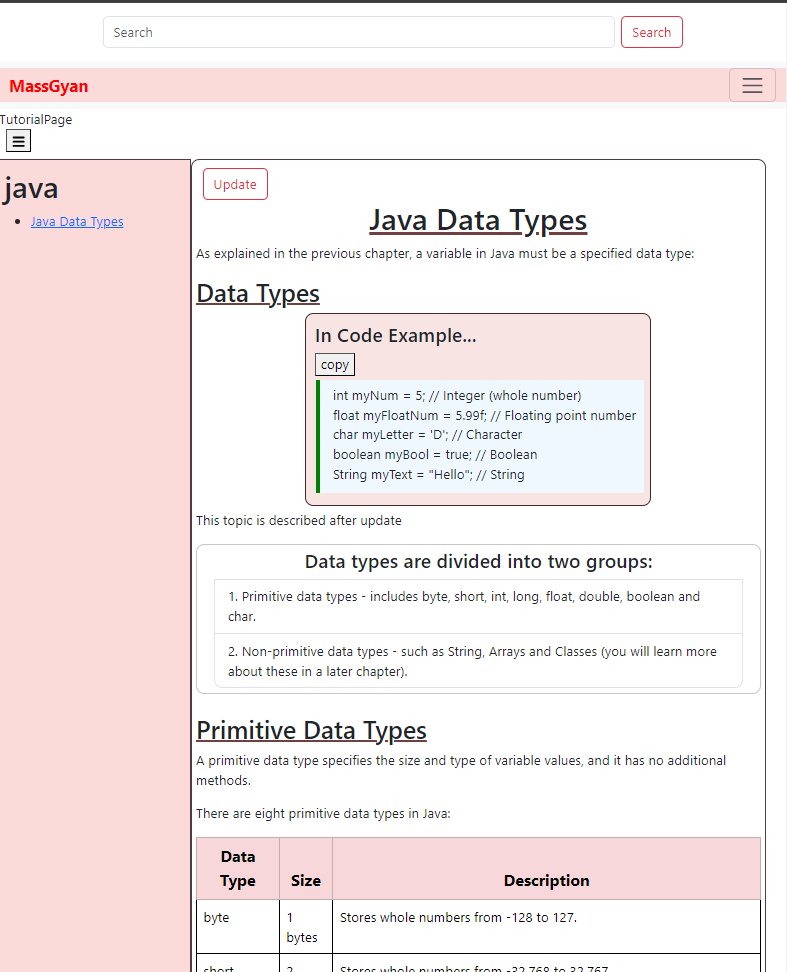 Search
Search
MassGyan
TutorialPage
java
Java Data Types
Update
Java Data Types
As explained in the previous chapter, a variable in Java must be a specified data type:
Data Types
In Code Example...
copy
int myNum = 5; // Integer (whole number)
float myFloatNum = 5.99f; // Floating point number
char myLetter = 'D'; // Character
boolean myBool = true; // Boolean
String myText = "Hello"; // String
This topic is described after update
Data types are divided into two groups:
1. Primitive data types - includes byte, short, int, long, float, double, boolean and
char.
2. Non-primitive data types - such as String, Arrays and Classes (you will learn more
about these in a later chapter).
Primitive Data Types
A primitive data type specifies the size and type of variable values, and it has no additional
methods.
There are eight primitive data types in Java:
Data
Type
Size
Description
byte
1
bytes
Stores whole numbers from -128 to 127.
short
2
Stores whole numbers from -32,768 to 32,767